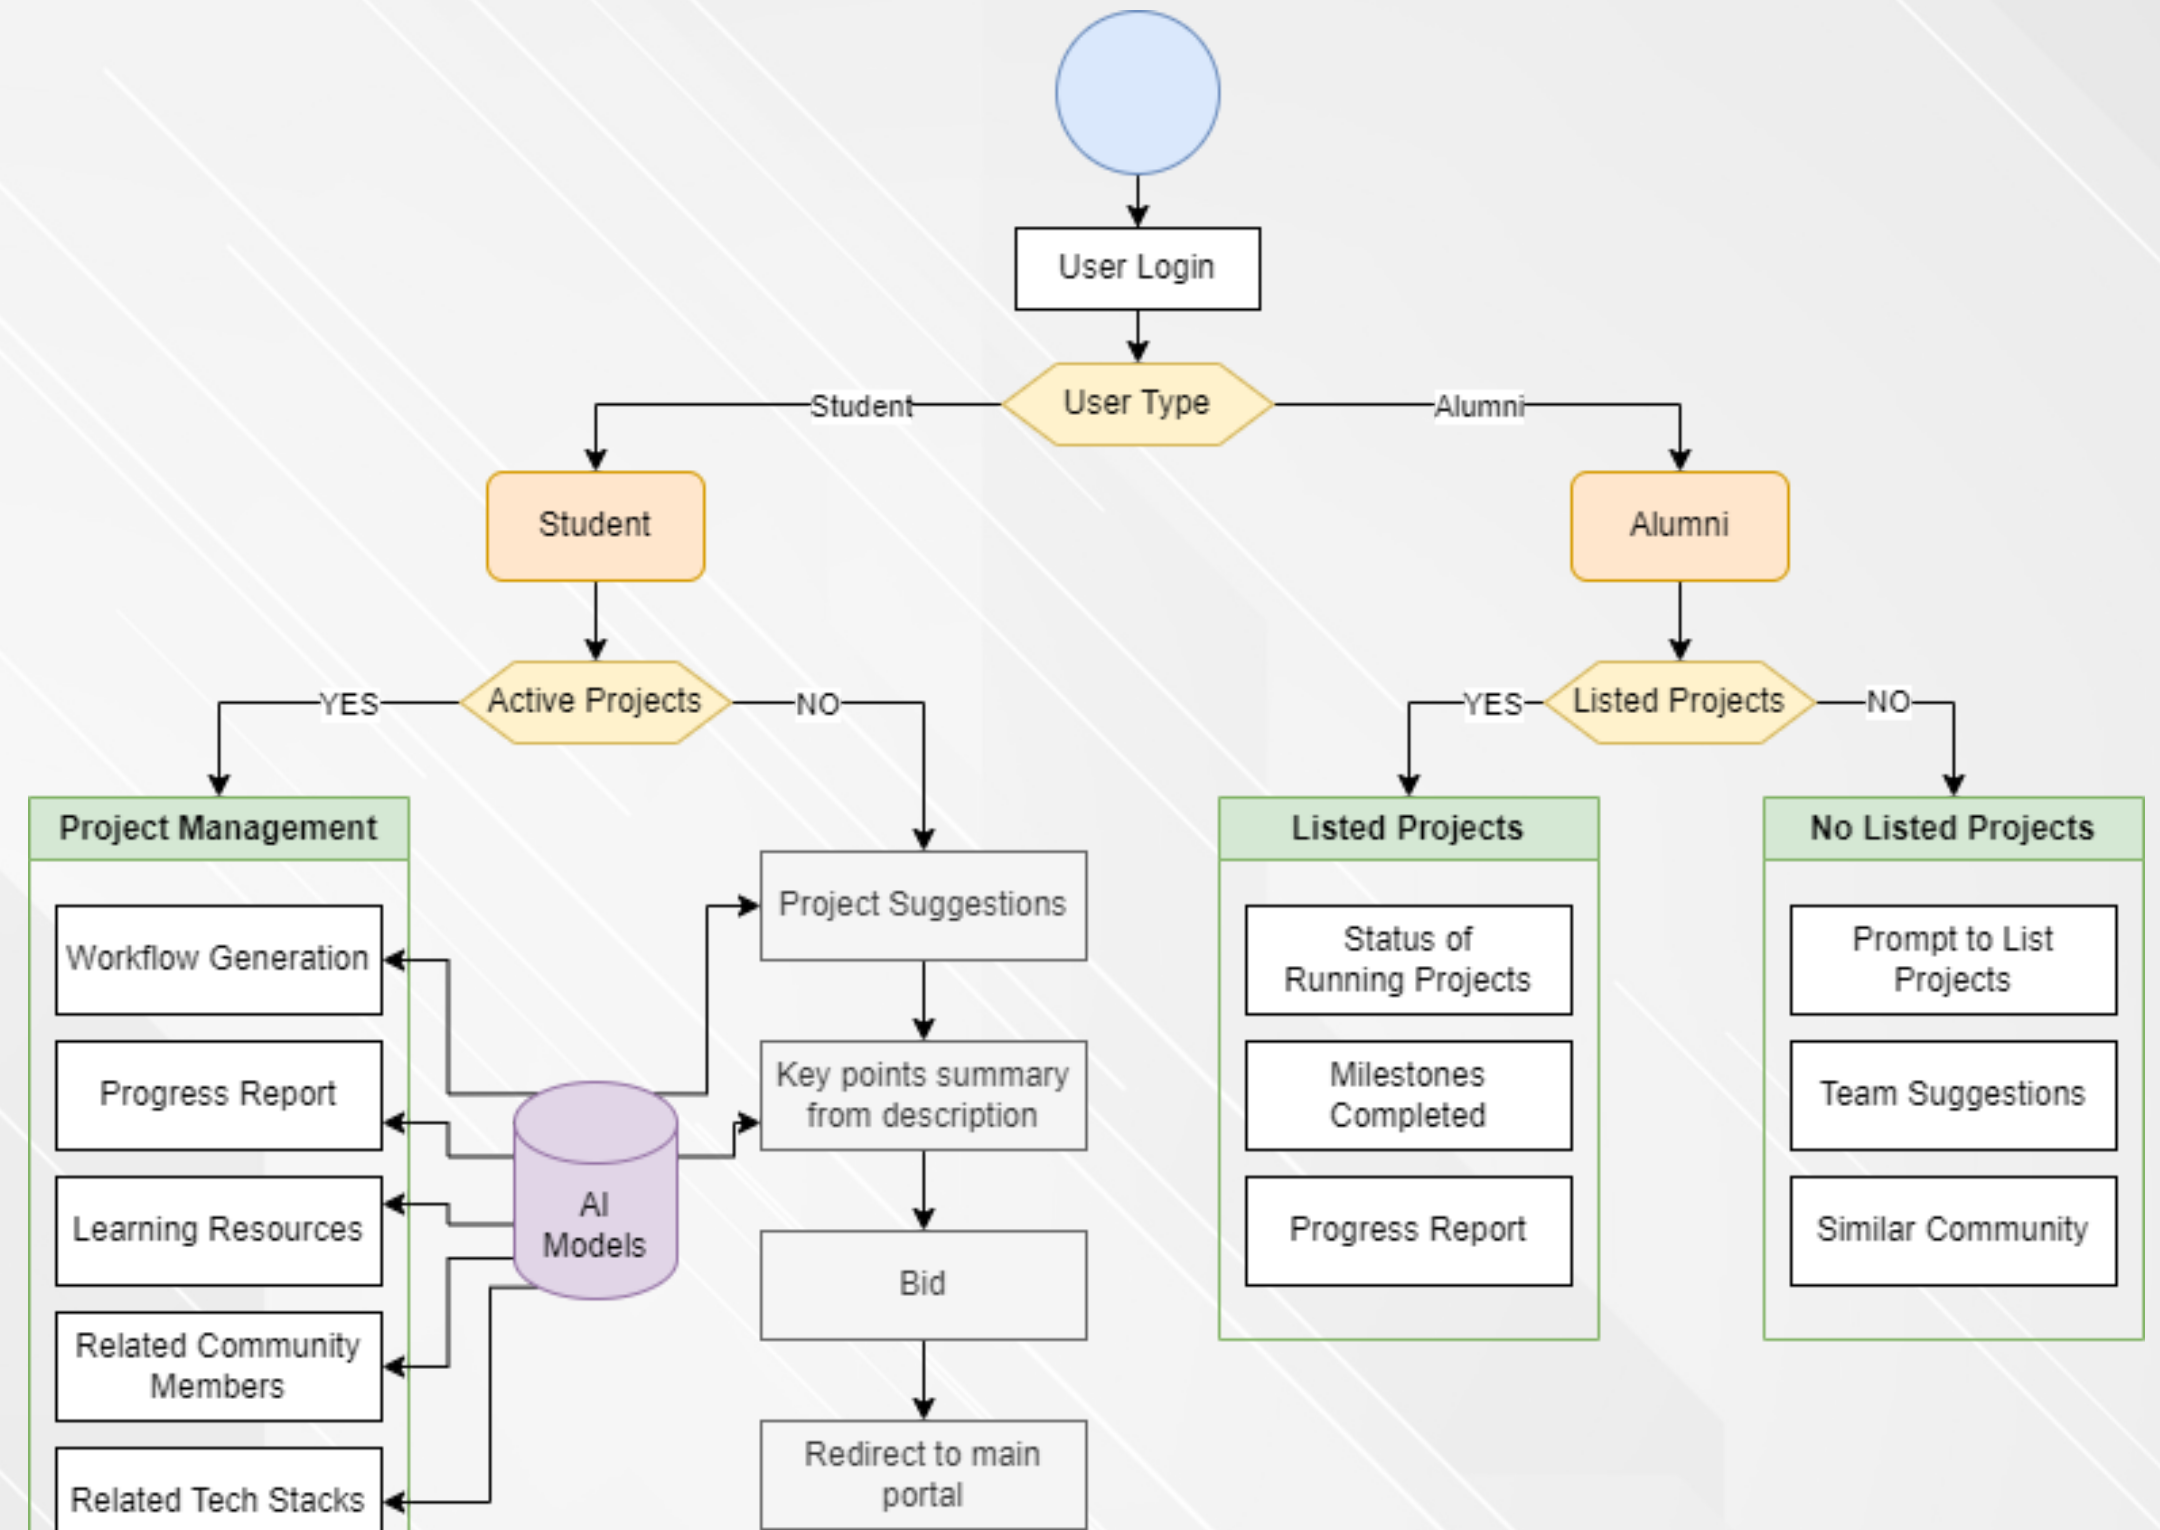 User Login
User Type
Student
Alumni
Student
Alumni
Active Projects
YES
NO
Listed Projects
YES
NO
Project Management
Workflow Generation
Progress Report
Learning Resources
Related Community
Members
Related Tech Stacks
AI
Models
Project Suggestions
Key points summary
from description
Bid
Redirect to main
portal
Listed Projects
Status of
Running Projects
Milestones
Completed
Progress Report
No Listed Projects
Prompt to List
Projects
Team Suggestions
Similar Community